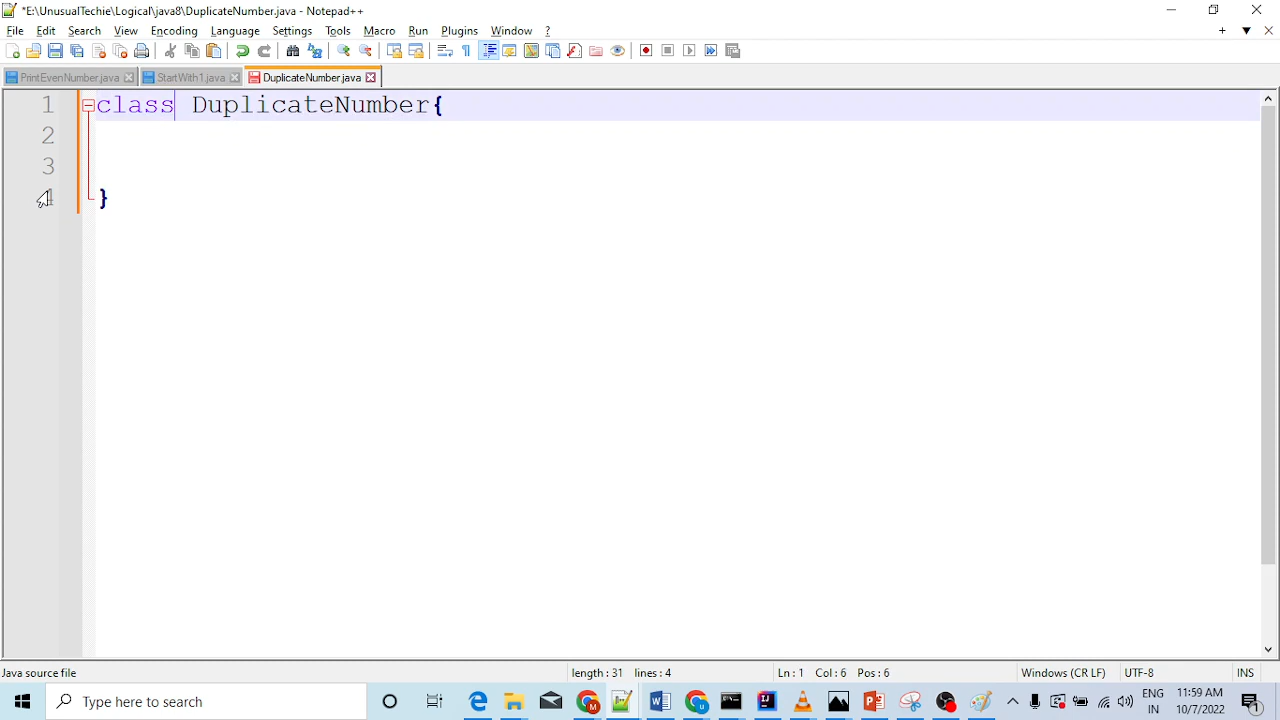 *E:\UnusualTechie\Logical\java8\DuplicateNumber.java - Notepad++
File Edit Search View Encoding Language Settings Tools Macro Run Plugins Window ?
PrintEvenNumber.java StartWith1.java DuplicateNumber.java
1 class DuplicateNumber{
2
3
4 }
Java source file length : 31 lines : 4 Ln : 1 Col : 6 Pos : 6 Windows (CR LF) UTF-8 INS
Type here to search
ENG 11:59 AM
IN 10/7/2022